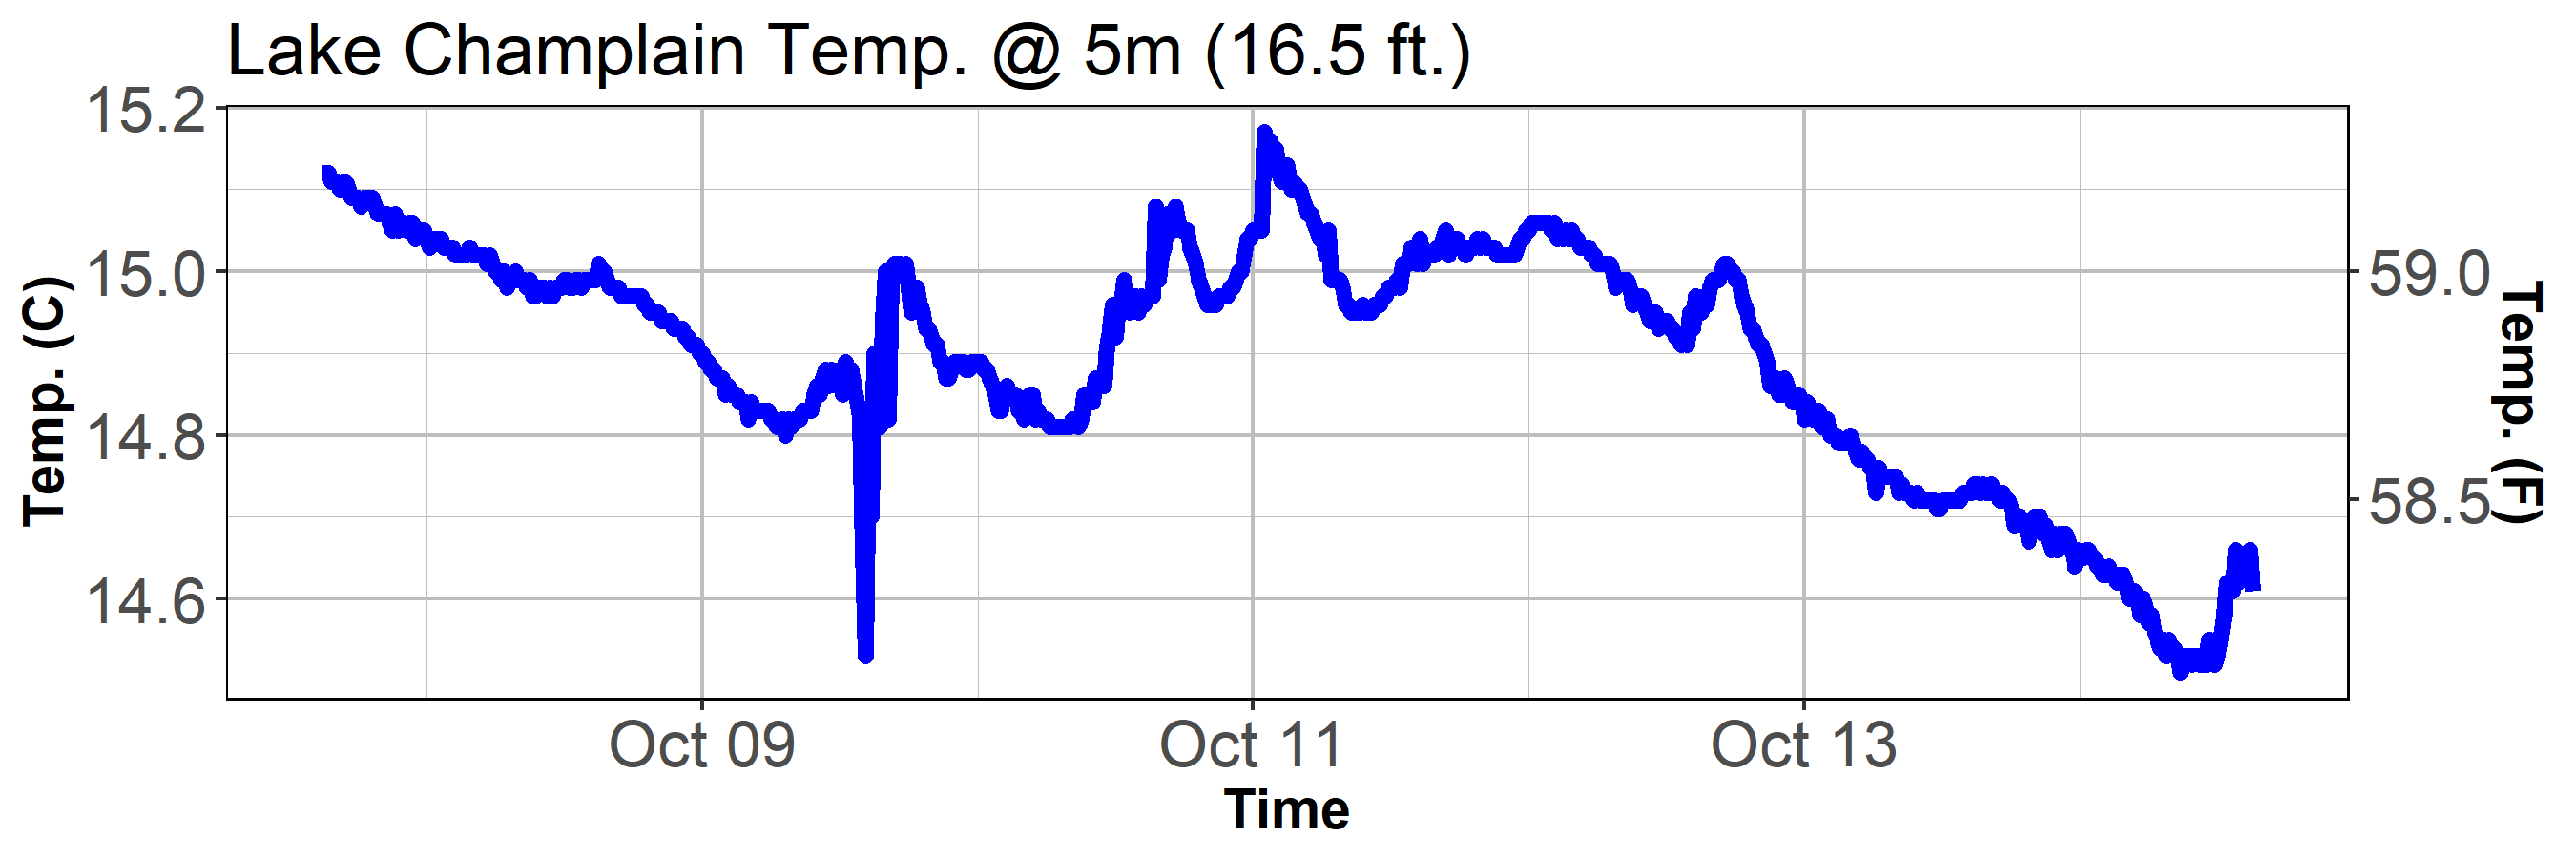 Lake Champlain Temp. @ 5m (16.5 ft.)
15.2
15.0
14.8
14.6
Temp. (C)
59.0
58.5
Temp. (F)
Oct 09
Oct 11
Oct 13
Time